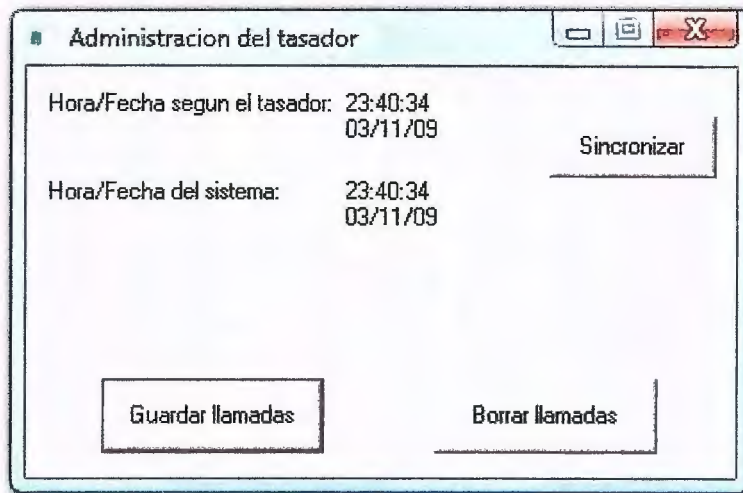 Administracion del tasador
Hora/Fecha segun el tasador: 23:40:34
03/11/09
Sincronizar
Hora/Fecha del sistema: 23:40:34
03/11/09
Guardar llamadas
Borrar llamadas